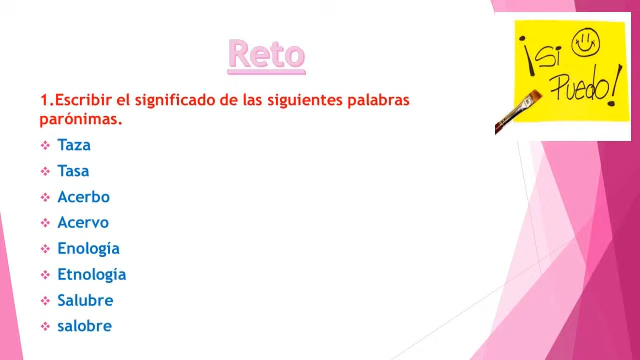 Reto
¡Si
Puedo!
1.Escribir el significado de las siguientes palabras
parónimas.
Taza
Tasa
Acerbo
Acervo
Enología
Etnología
Salubre
salobre